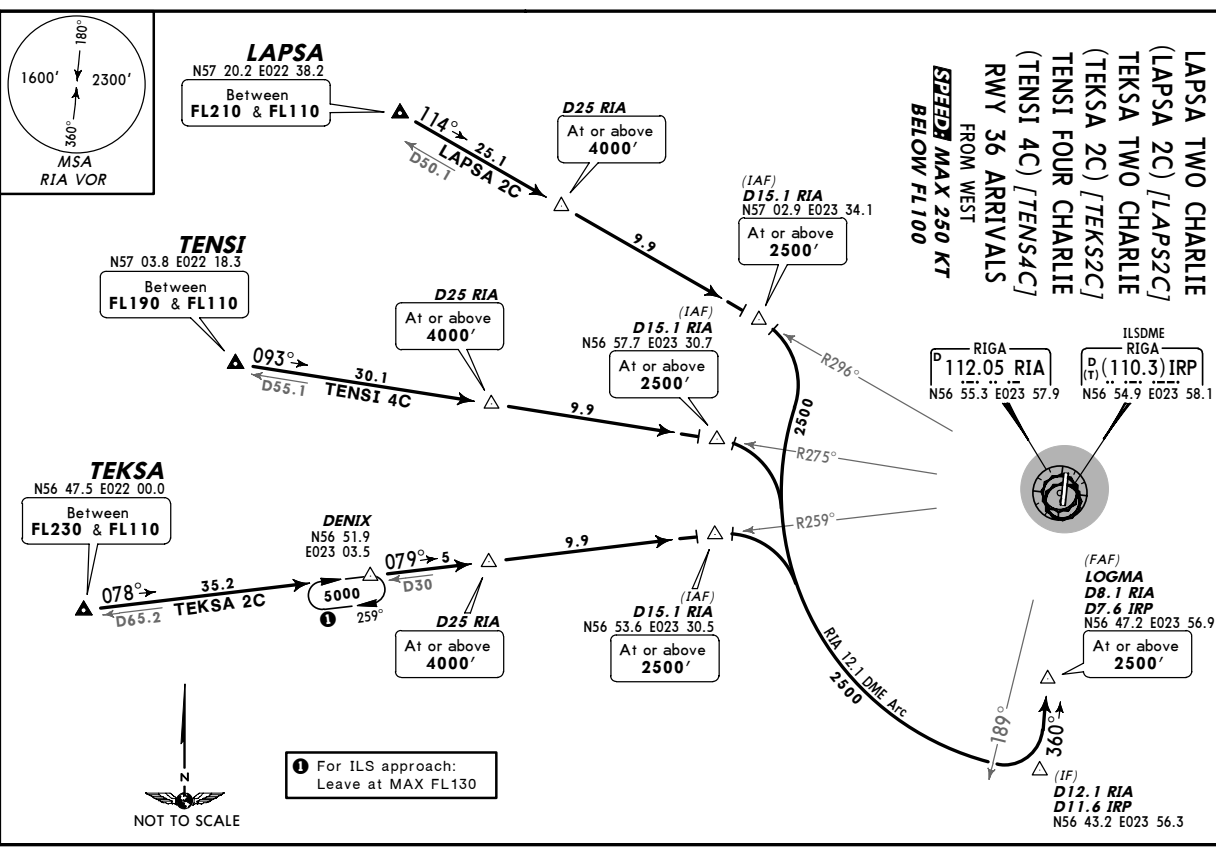 LAPSA TWO CHARLIE
(LAPSA 2C) [LAPS2C]
TEKSA TWO CHARLIE
(TEKSA 2C) [TEKS2C]
TENSI FOUR CHARLIE
(TENSI 4C) [TENS4C]
RWY 36 ARRIVALS
FROM WEST
SPEED: MAX 250 KT
BELOW FL100
180°
1600' 2300'
360°
MSA
RIA VOR
LAPSA
N57 20.2 E022 38.2
Between
FL210 & FL110
114°
25.1
LAPSA 2C
D50.1
D25 RIA
At or above
4000'
9.9
(IAF)
D15.1 RIA
N57 02.9 E023 34.1
At or above
2500'
R296°
2500
TENSI
N57 03.8 E022 18.3
Between
FL190 & FL110
093°
30.1
TENSI 4C
D55.1
D25 RIA
At or above
4000'
9.9
(IAF)
D15.1 RIA
N56 57.7 E023 30.7
At or above
2500'
R275°
RIGA
D 112.05 RIA
N56 55.3 E023 57.9
ILSDME
RIGA
D (T) (110.3) IRP
N56 54.9 E023 58.1
TEKSA
N56 47.5 E022 00.0
Between
FL230 & FL110
078°
35.2
TEKSA 2C
D65.2
DENIX
N56 51.9
E023 03.5
5000
1
259°
079°
5
D30
D25 RIA
At or above
4000'
9.9
(IAF)
D15.1 RIA
N56 53.6 E023 30.5
At or above
2500'
R259°
RIA 12.1 DME Arc
2500
189°
360°
(FAF)
LOGMA
D8.1 RIA
D7.6 IRP
N56 47.2 E023 56.9
At or above
2500'
(IF)
D12.1 RIA
D11.6 IRP
N56 43.2 E023 56.3
1 For ILS approach:
Leave at MAX FL130
N
NOT TO SCALE